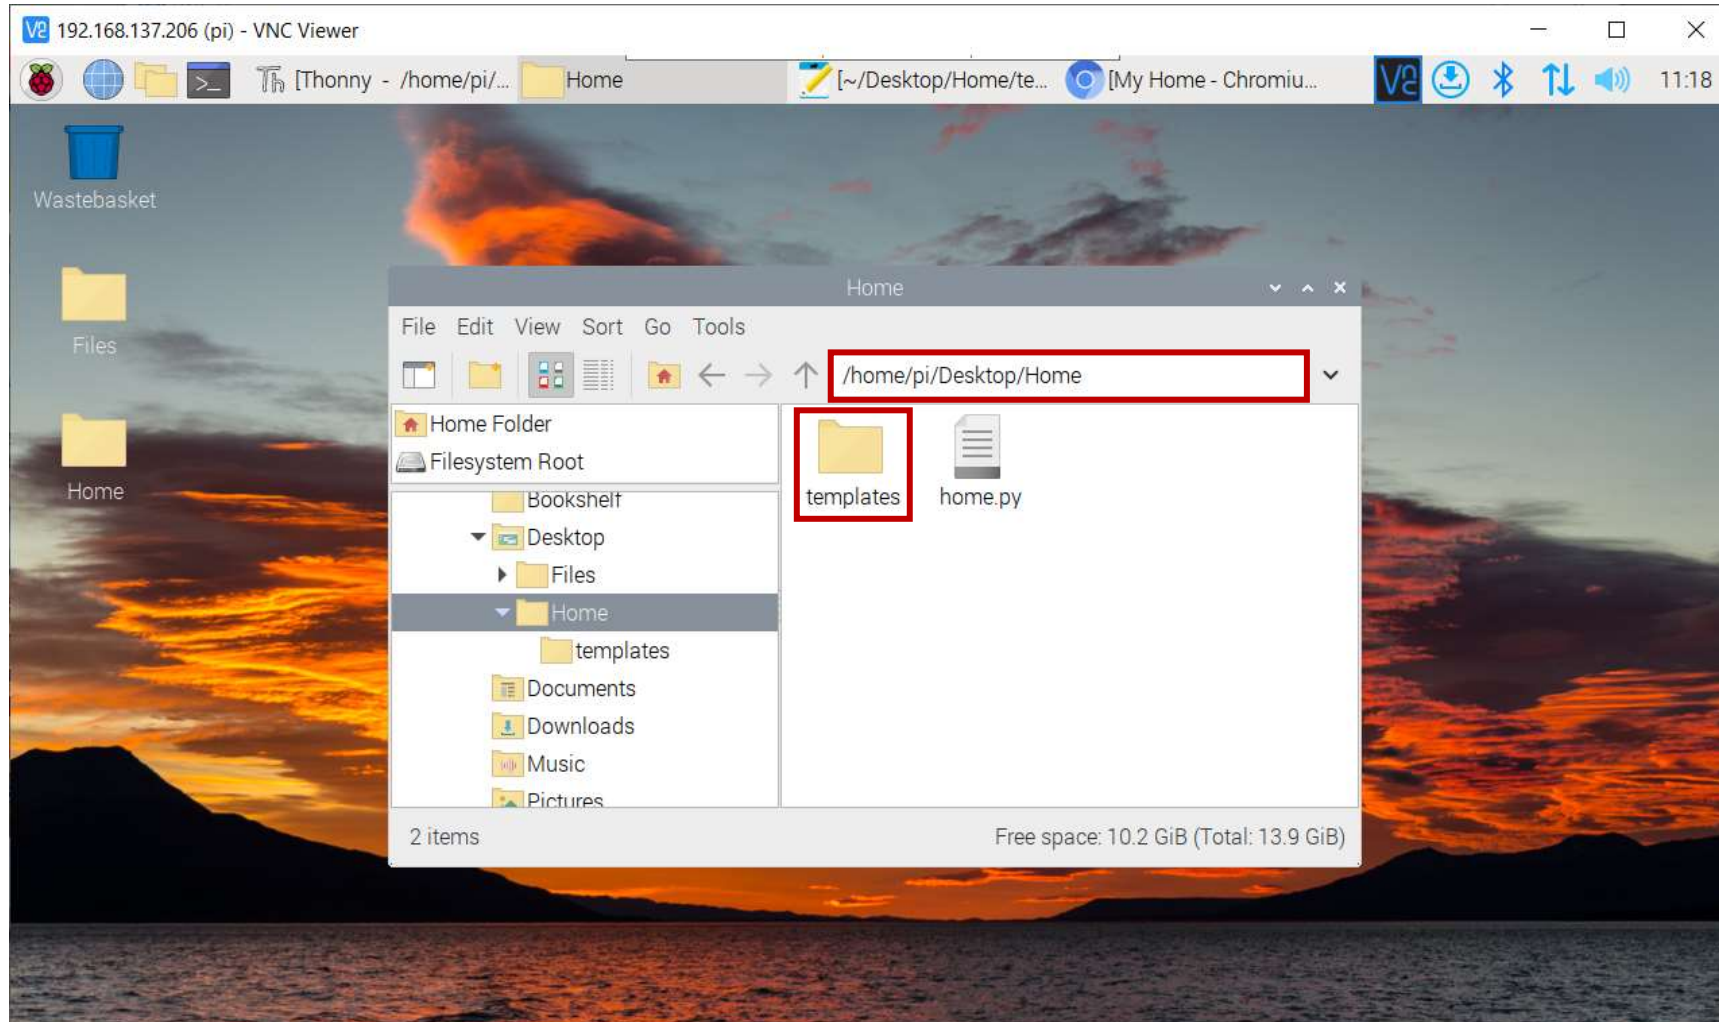 192.168.137.206 (pi) - VNC Viewer
[Thonny - /home/pi/...
Home
[~/Desktop/Home/te...
[My Home - Chromiu...
11:18
Wastebasket
Files
Home
Home
File Edit View Sort Go Tools
/home/pi/Desktop/Home
Home Folder
Filesystem Root
Bookshelf
Desktop
Files
Home
templates
Documents
Downloads
Music
Pictures
templates
home.py
2 items
Free space: 10.2 GiB (Total: 13.9 GiB)